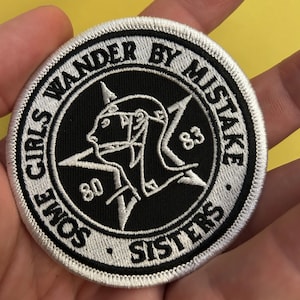 SOME GIRLS WANDER BY MISTAKE
80 83
· SISTERS ·